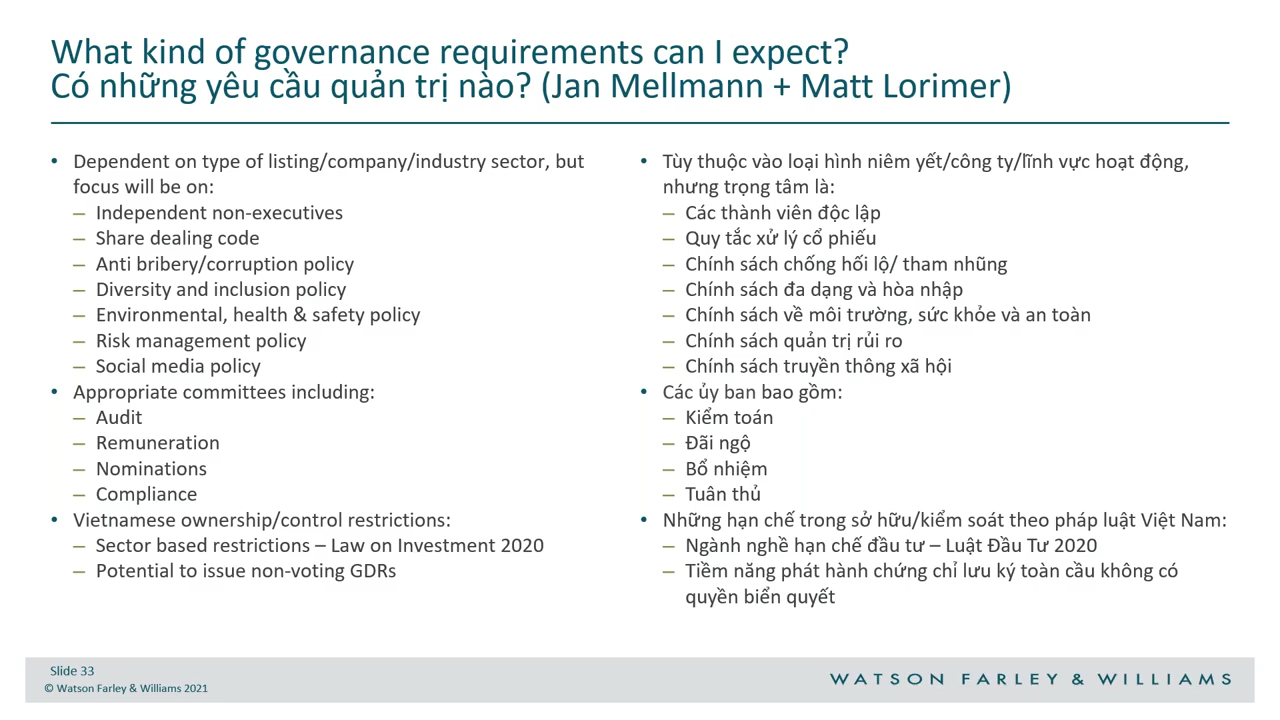 What kind of governance requirements can I expect?
Có những yêu cầu quản trị nào? (Jan Mellmann + Matt Lorimer)
• Dependent on type of listing/company/industry sector, but
focus will be on:
– Independent non-executives
– Share dealing code
– Anti bribery/corruption policy
– Diversity and inclusion policy
– Environmental, health & safety policy
– Risk management policy
– Social media policy
• Appropriate committees including:
– Audit
– Remuneration
– Nominations
– Compliance
• Vietnamese ownership/control restrictions:
– Sector based restrictions – Law on Investment 2020
– Potential to issue non-voting GDRs
• Tùy thuộc vào loại hình niêm yết/công ty/lĩnh vực hoạt động,
nhưng trọng tâm là:
– Các thành viên độc lập
– Quy tắc xử lý cổ phiếu
– Chính sách chống hối lộ/ tham nhũng
– Chính sách đa dạng và hòa nhập
– Chính sách về môi trường, sức khỏe và an toàn
– Chính sách quản trị rủi ro
– Chính sách truyền thông xã hội
• Các ủy ban bao gồm:
– Kiểm toán
– Đãi ngộ
– Bổ nhiệm
– Tuân thủ
• Những hạn chế trong sở hữu/kiểm soát theo pháp luật Việt Nam:
– Ngành nghề hạn chế đầu tư – Luật Đầu Tư 2020
– Tiềm năng phát hành chứng chỉ lưu ký toàn cầu không có
quyền biển quyết
Slide 33
© Watson Farley & Williams 2021
WATSON FARLEY & WILLIAMS